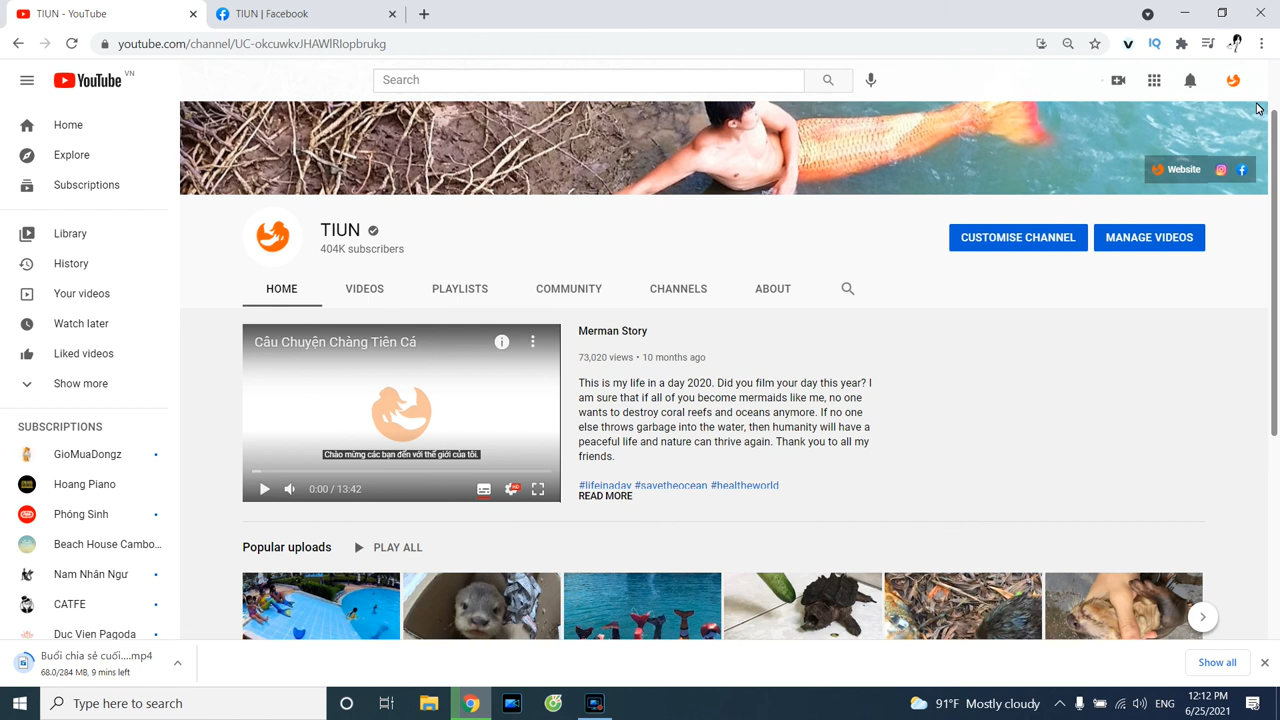 TIUN - YouTube
TIUN | Facebook
youtube.com/channel/UC-okcuwkvJHAWlRIopbrukg
YouTube VN
Search
Website
Home
Explore
Subscriptions
Library
History
Your videos
Watch later
Liked videos
Show more
SUBSCRIPTIONS
GioMuaDongz
Hoang Piano
Phóng Sinh
Beach House Cambo...
Nam Nhân Ngư
CATFE
Duc Vien Pagoda
TIUN
404K subscribers
CUSTOMISE CHANNEL
MANAGE VIDEOS
HOME
VIDEOS
PLAYLISTS
COMMUNITY
CHANNELS
ABOUT
Câu Chuyện Chàng Tiên Cá
Chào mừng các bạn đến với thế giới của tôi.
0:00 / 13:42
HD
Merman Story
73,020 views • 10 months ago
This is my life in a day 2020. Did you film your day this year? I
am sure that if all of you become mermaids like me, no one
wants to destroy coral reefs and oceans anymore. If no one
else throws garbage into the water, then humanity will have a
peaceful life and nature can thrive again. Thank you to all my
friends.
#lifeinaday #savetheocean #healtheworld
READ MORE
Popular uploads
PLAY ALL
Buổi chia sẻ cuối....mp4
68.0/284 MB, 9 mins left
Show all
Type here to search
91°F Mostly cloudy
ENG
12:12 PM
6/25/2021